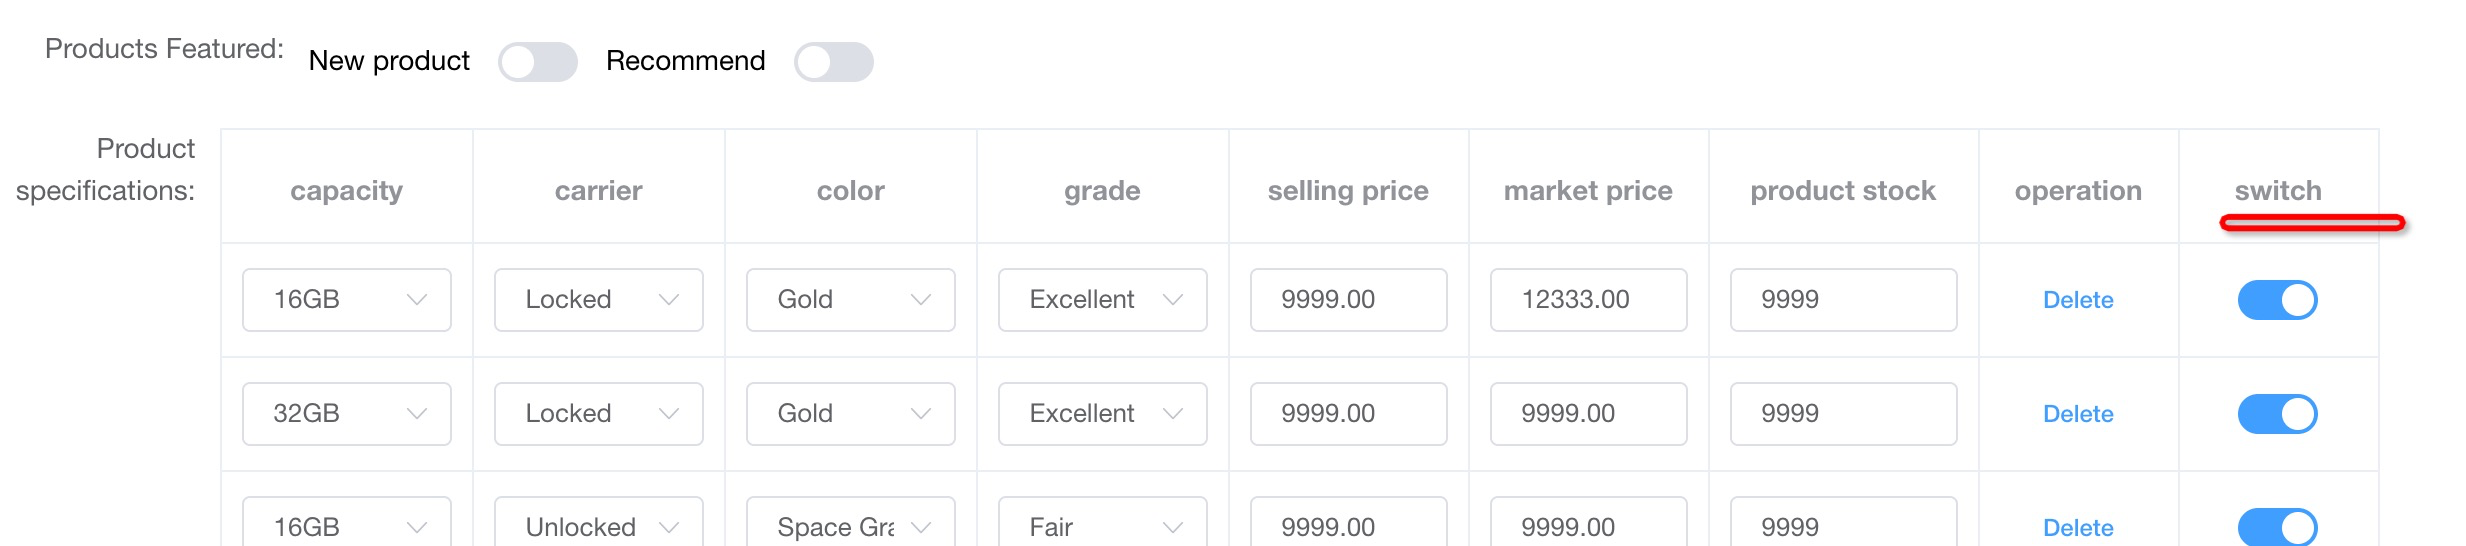 Products Featured: New product Recommend
Product specifications:
capacity carrier color grade selling price market price product stock operation switch
16GB Locked Gold Excellent 9999.00 12333.00 9999 Delete
32GB Locked Gold Excellent 9999.00 9999.00 9999 Delete
16GB Unlocked Space Gra Fair 9999.00 9999.00 9999 Delete